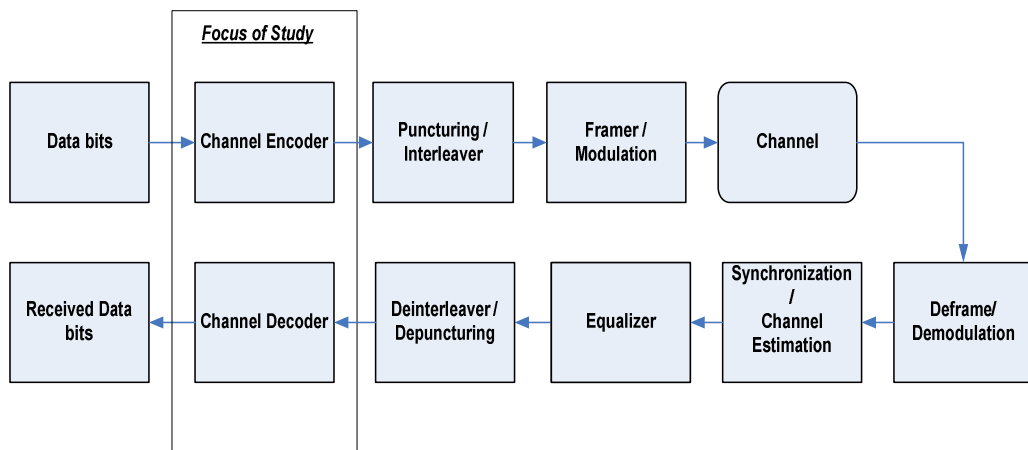 Focus of Study
Data bits
Channel Encoder
Puncturing /
Interleaver
Framer /
Modulation
Channel
Received Data
bits
Channel Decoder
Deinterleaver /
Depuncturing
Equalizer
Synchronization
/
Channel
Estimation
Deframe/
Demodulation